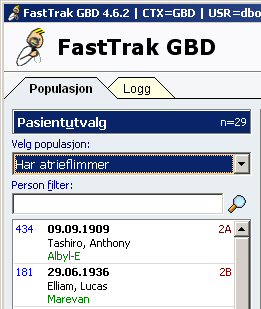 FastTrak GBD 4.6.2 | CTX=GBD | USR=dbo
FastTrak GBD
Populasjon Logg
Pasientutvalg n=29
Velg populasjon:
Har atrieflimmer
Person filter:
434 09.09.1909 2A
Tashiro, Anthony
Albyl-E
181 29.06.1936 2B
Elliam, Lucas
Marevan